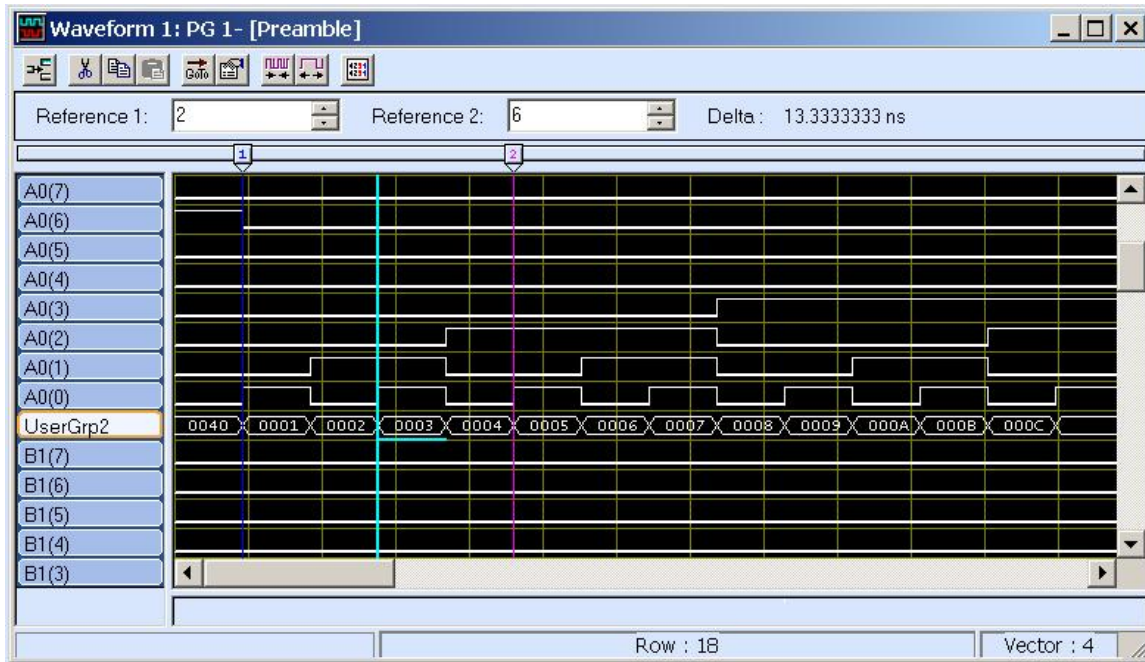 Waveform 1: PG 1- [Preamble]
GoTo
Reference 1: 2 Reference 2: 6 Delta : 13.3333333 ns
1 2
A0(7)
A0(6)
A0(5)
A0(4)
A0(3)
A0(2)
A0(1)
A0(0)
UserGrp2 0040 0001 0002 0003 0004 0005 0006 0007 0008 0009 000A 000B 000C
B1(7)
B1(6)
B1(5)
B1(4)
B1(3)
Row : 18 Vector : 4